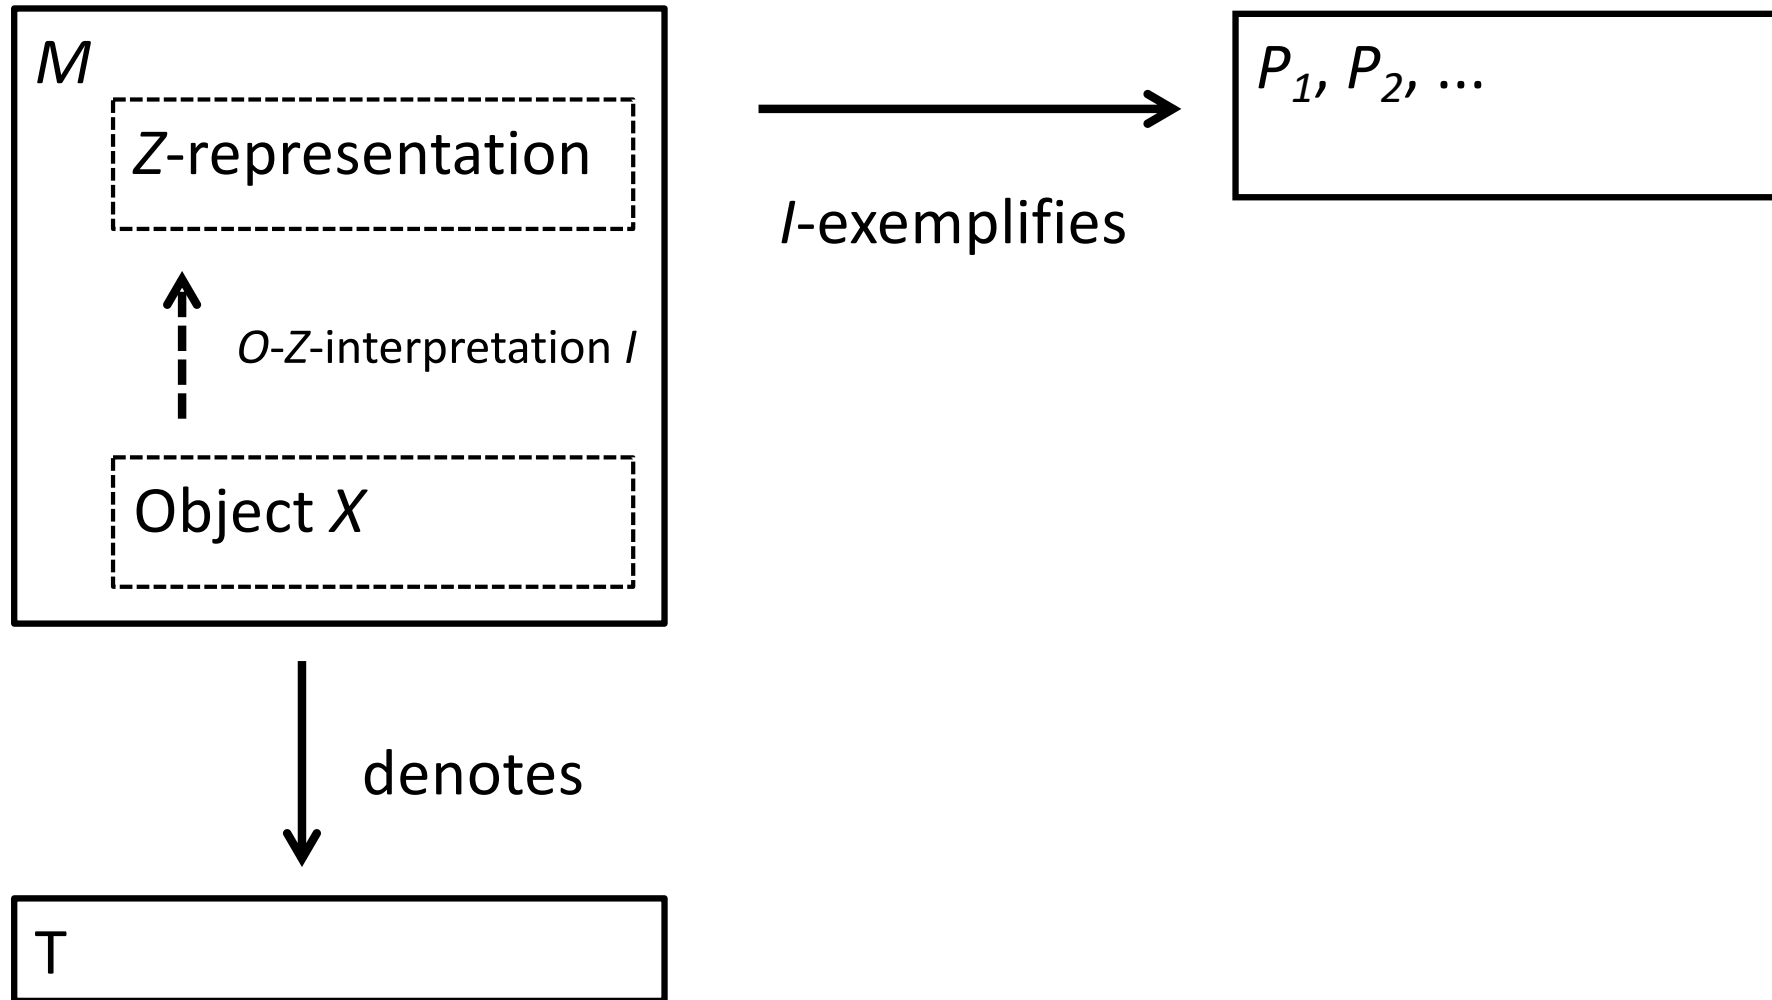 M
Z-representation
O-Z-interpretation I
Object X
I-exemplifies
P1, P2, ...
denotes
T